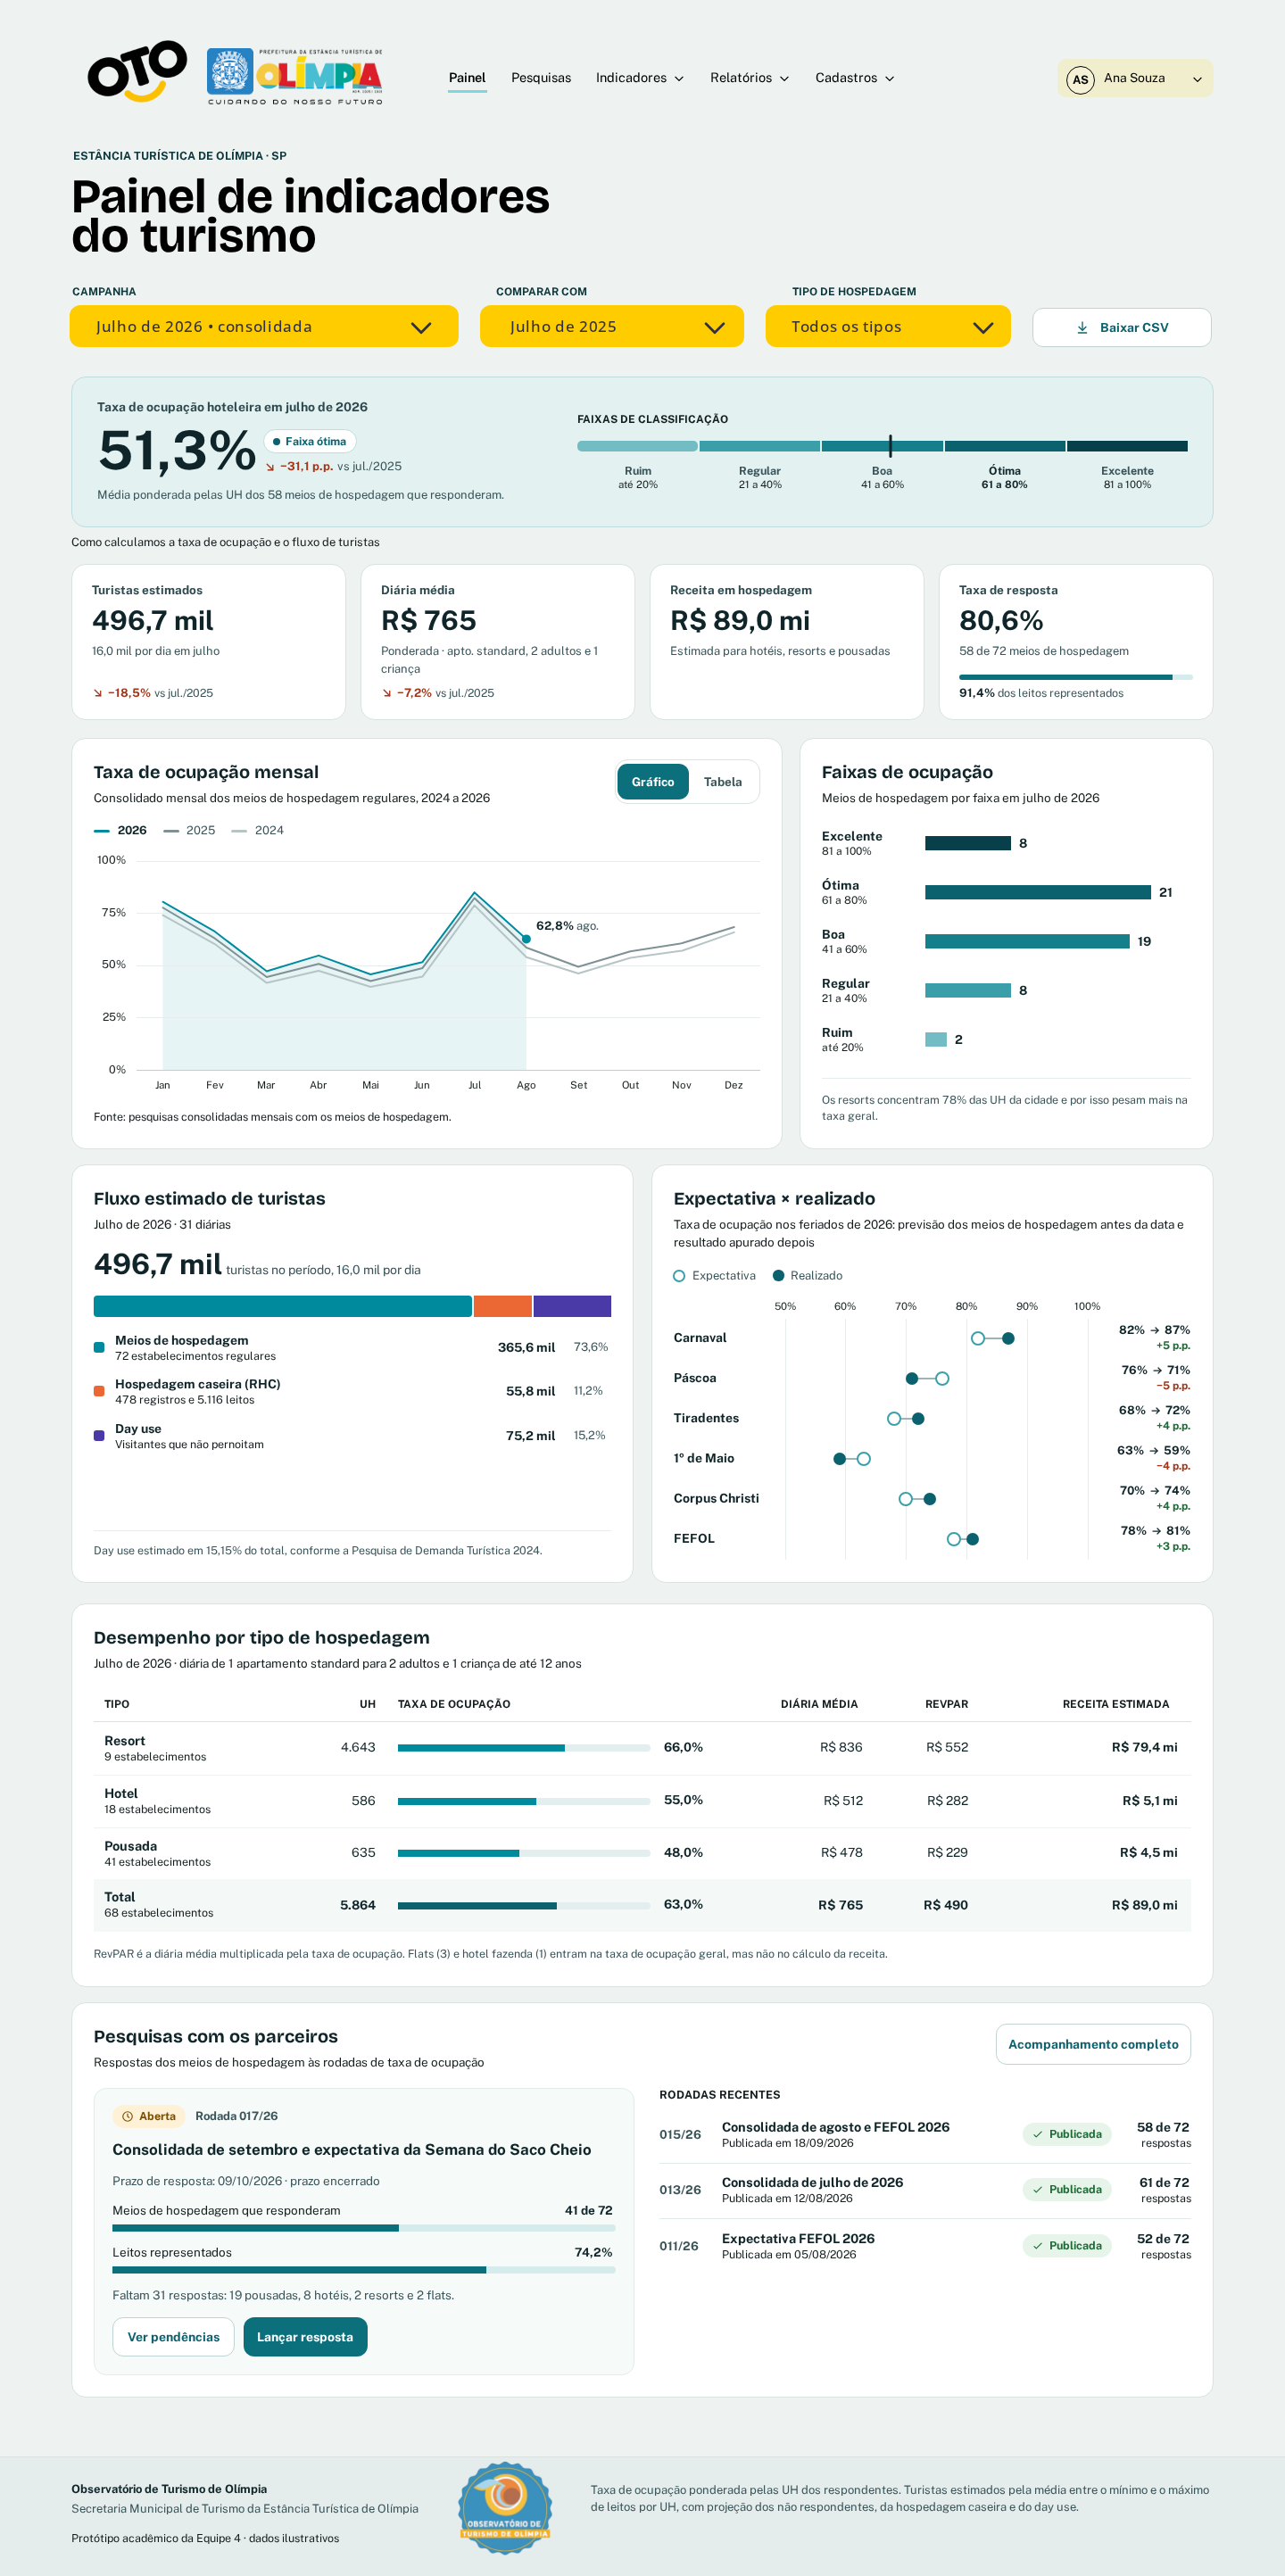 OTO
PREFEITURA DA ESTÂNCIA TURÍSTICA DE
OLÍMPIA
CUIDANDO DO NOSSO FUTURO
Painel
Pesquisas
Indicadores
Relatórios
Cadastros
AS
Ana Souza
ESTÂNCIA TURÍSTICA DE OLÍMPIA · SP
Painel de indicadores
do turismo
CAMPANHA
COMPARAR COM
TIPO DE HOSPEDAGEM
Julho de 2026 • consolidada
Julho de 2025
Todos os tipos
Baixar CSV
Taxa de ocupação hoteleira em julho de 2026
51,3%
Faixa ótima
−31,1 p.p. vs jul./2025
Média ponderada pelas UH dos 58 meios de hospedagem que responderam.
FAIXAS DE CLASSIFICAÇÃO
Ruim
até 20%
Regular
21 a 40%
Boa
41 a 60%
Ótima
61 a 80%
Excelente
81 a 100%
Como calculamos a taxa de ocupação e o fluxo de turistas
Turistas estimados
496,7 mil
16,0 mil por dia em julho
−18,5% vs jul./2025
Diária média
R$ 765
Ponderada · apto. standard, 2 adultos e 1
criança
−7,2% vs jul./2025
Receita em hospedagem
R$ 89,0 mi
Estimada para hotéis, resorts e pousadas
Taxa de resposta
80,6%
58 de 72 meios de hospedagem
91,4% dos leitos representados
Taxa de ocupação mensal
Consolidado mensal dos meios de hospedagem regulares, 2024 a 2026
Gráfico
Tabela
2026
2025
2024
100%
75%
50%
25%
0%
62,8% ago.
Jan
Fev
Mar
Abr
Mai
Jun
Jul
Ago
Set
Out
Nov
Dez
Fonte: pesquisas consolidadas mensais com os meios de hospedagem.
Faixas de ocupação
Meios de hospedagem por faixa em julho de 2026
Excelente
81 a 100%
8
Ótima
61 a 80%
21
Boa
41 a 60%
19
Regular
21 a 40%
8
Ruim
até 20%
2
Os resorts concentram 78% das UH da cidade e por isso pesam mais na
taxa geral.
Fluxo estimado de turistas
Julho de 2026 · 31 diárias
496,7 mil turistas no período, 16,0 mil por dia
Meios de hospedagem
72 estabelecimentos regulares
365,6 mil
73,6%
Hospedagem caseira (RHC)
478 registros e 5.116 leitos
55,8 mil
11,2%
Day use
Visitantes que não pernoitam
75,2 mil
15,2%
Day use estimado em 15,15% do total, conforme a Pesquisa de Demanda Turística 2024.
Expectativa × realizado
Taxa de ocupação nos feriados de 2026: previsão dos meios de hospedagem antes da data e
resultado apurado depois
Expectativa
Realizado
50%
60%
70%
80%
90%
100%
Carnaval
82% → 87%
+5 p.p.
Páscoa
76% → 71%
−5 p.p.
Tiradentes
68% → 72%
+4 p.p.
1º de Maio
63% → 59%
−4 p.p.
Corpus Christi
70% → 74%
+4 p.p.
FEFOL
78% → 81%
+3 p.p.
Desempenho por tipo de hospedagem
Julho de 2026 · diária de 1 apartamento standard para 2 adultos e 1 criança de até 12 anos
TIPO
UH
TAXA DE OCUPAÇÃO
DIÁRIA MÉDIA
REVPAR
RECEITA ESTIMADA
Resort
9 estabelecimentos
4.643
66,0%
R$ 836
R$ 552
R$ 79,4 mi
Hotel
18 estabelecimentos
586
55,0%
R$ 512
R$ 282
R$ 5,1 mi
Pousada
41 estabelecimentos
635
48,0%
R$ 478
R$ 229
R$ 4,5 mi
Total
68 estabelecimentos
5.864
63,0%
R$ 765
R$ 490
R$ 89,0 mi
RevPAR é a diária média multiplicada pela taxa de ocupação. Flats (3) e hotel fazenda (1) entram na taxa de ocupação geral, mas não no cálculo da receita.
Pesquisas com os parceiros
Respostas dos meios de hospedagem às rodadas de taxa de ocupação
Acompanhamento completo
Aberta
Rodada 017/26
Consolidada de setembro e expectativa da Semana do Saco Cheio
Prazo de resposta: 09/10/2026 · prazo encerrado
Meios de hospedagem que responderam
41 de 72
Leitos representados
74,2%
Faltam 31 respostas: 19 pousadas, 8 hotéis, 2 resorts e 2 flats.
Ver pendências
Lançar resposta
RODADAS RECENTES
015/26
Consolidada de agosto e FEFOL 2026
Publicada em 18/09/2026
Publicada
58 de 72
respostas
013/26
Consolidada de julho de 2026
Publicada em 12/08/2026
Publicada
61 de 72
respostas
011/26
Expectativa FEFOL 2026
Publicada em 05/08/2026
Publicada
52 de 72
respostas
Observatório de Turismo de Olímpia
Secretaria Municipal de Turismo da Estância Turística de Olímpia
Protótipo acadêmico da Equipe 4 · dados ilustrativos
OBSERVATÓRIO DE
TURISMO DE OLÍMPIA
Taxa de ocupação ponderada pelas UH dos respondentes. Turistas estimados pela média entre o mínimo e o máximo
de leitos por UH, com projeção dos não respondentes, da hospedagem caseira e do day use.